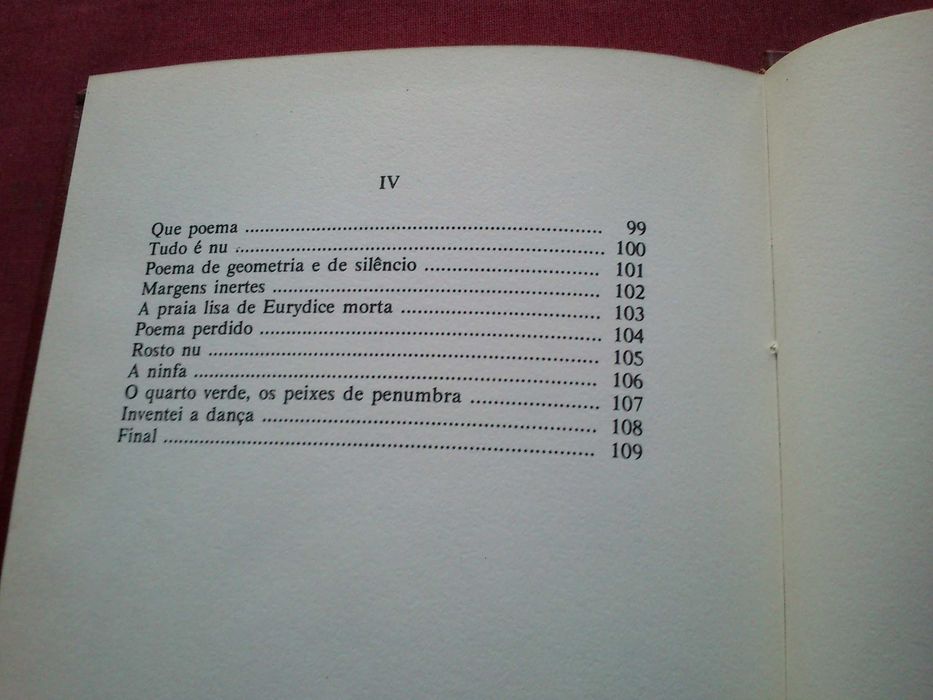 IV
Que poema ........ 99
Tudo é nu ........ 100
Poema de geometria e de silêncio ........ 101
Margens inertes ........ 102
A praia lisa de Eurydice morta ........ 103
Poema perdido ........ 104
Rosto nu ........ 105
A ninfa ........ 106
O quarto verde, os peixes de penumbra ........ 107
Inventei a dança ........ 108
Final ........ 109